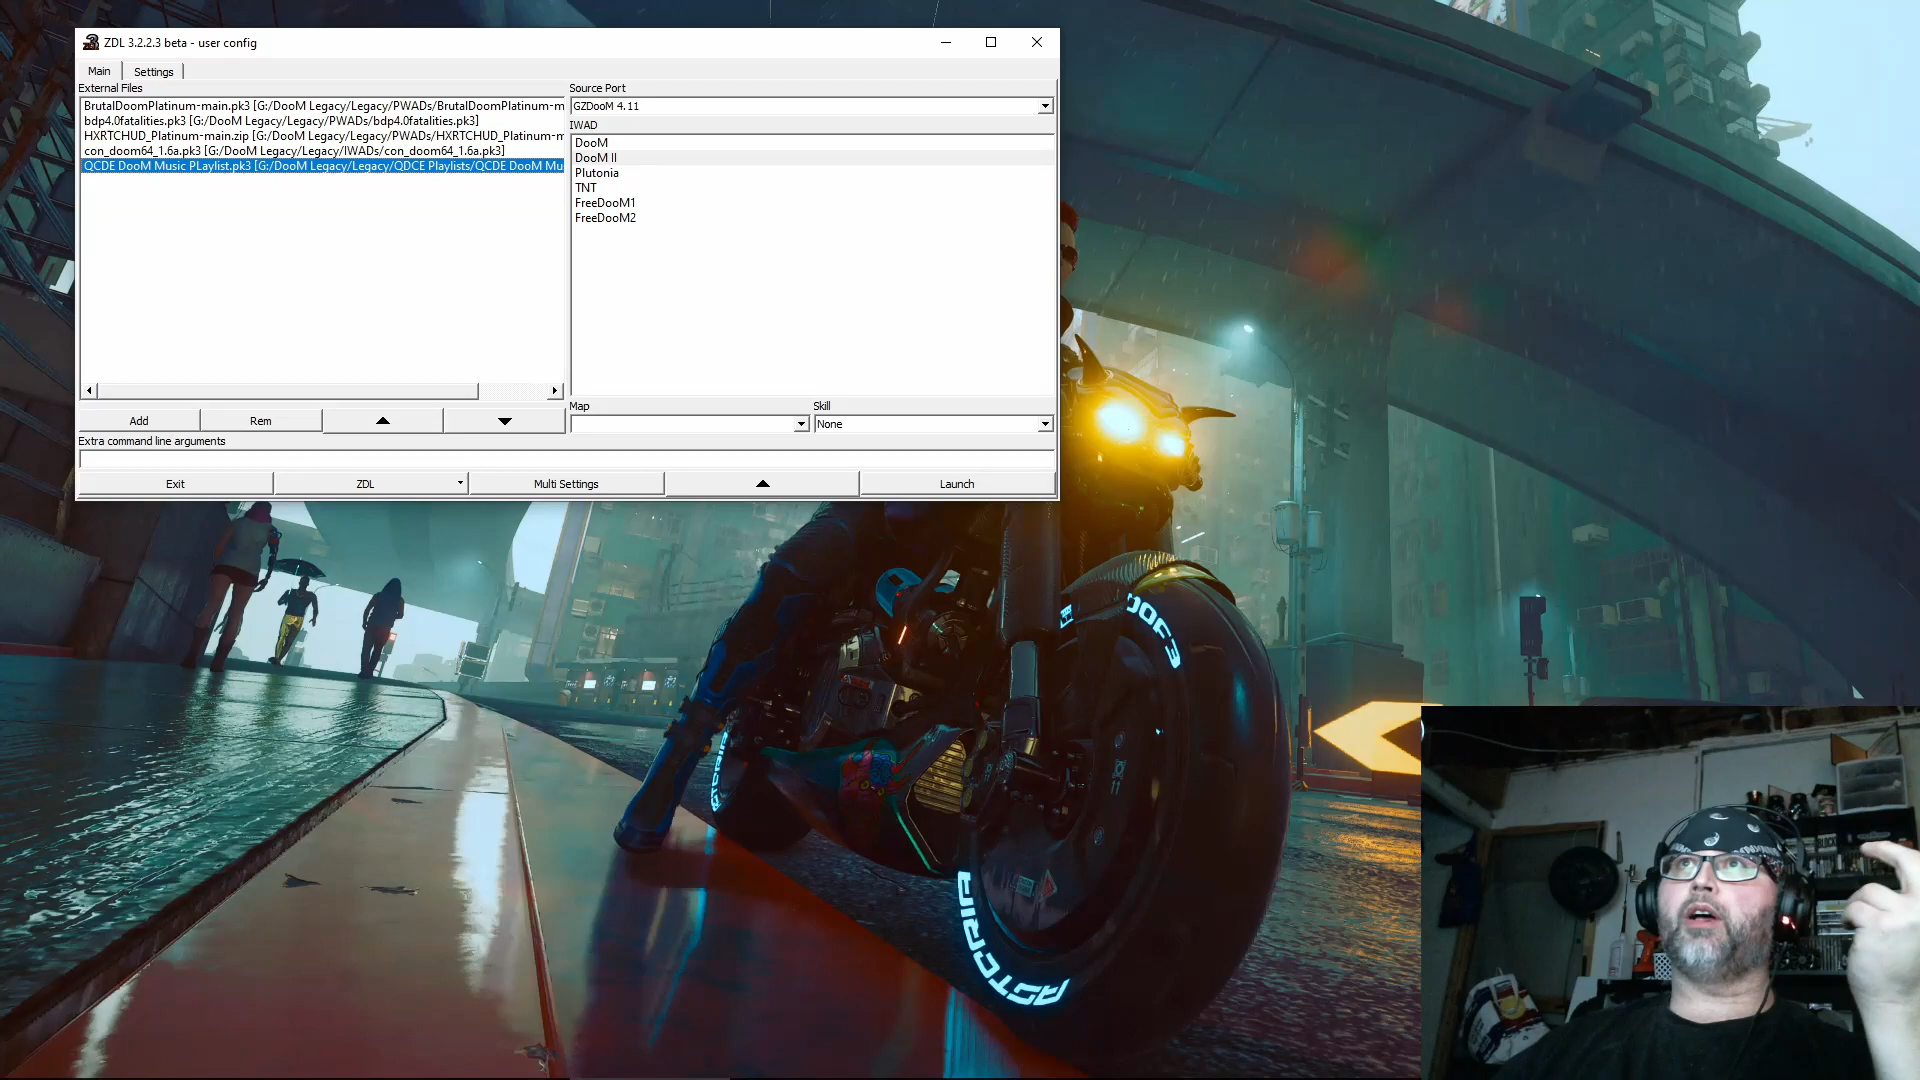 ZDL 3.2.2.3 beta - user config
Main
Settings
External Files
BrutalDoomPlatinum-main.pk3 [G:/DooM Legacy/Legacy/PWADs/BrutalDoomPlatinum-m
bdp4.0fatalities.pk3 [G:/DooM Legacy/Legacy/PWADs/bdp4.0fatalities.pk3]
HXRTCHUD_Platinum-main.zip [G:/DooM Legacy/Legacy/PWADs/HXRTCHUD_Platinum-m
con_doom64_1.6a.pk3 [G:/DooM Legacy/Legacy/IWADs/con_doom64_1.6a.pk3]
QCDE DooM Music PLaylist.pk3 [G:/DooM Legacy/Legacy/QDCE Playlists/QCDE DooM Mu
Source Port
GZDooM 4.11
IWAD
DooM
DooM II
Plutonia
TNT
FreeDooM1
FreeDooM2
Add
Rem
Map
Skill
None
Extra command line arguments
Exit
ZDL
Multi Settings
Launch
ASTORIA